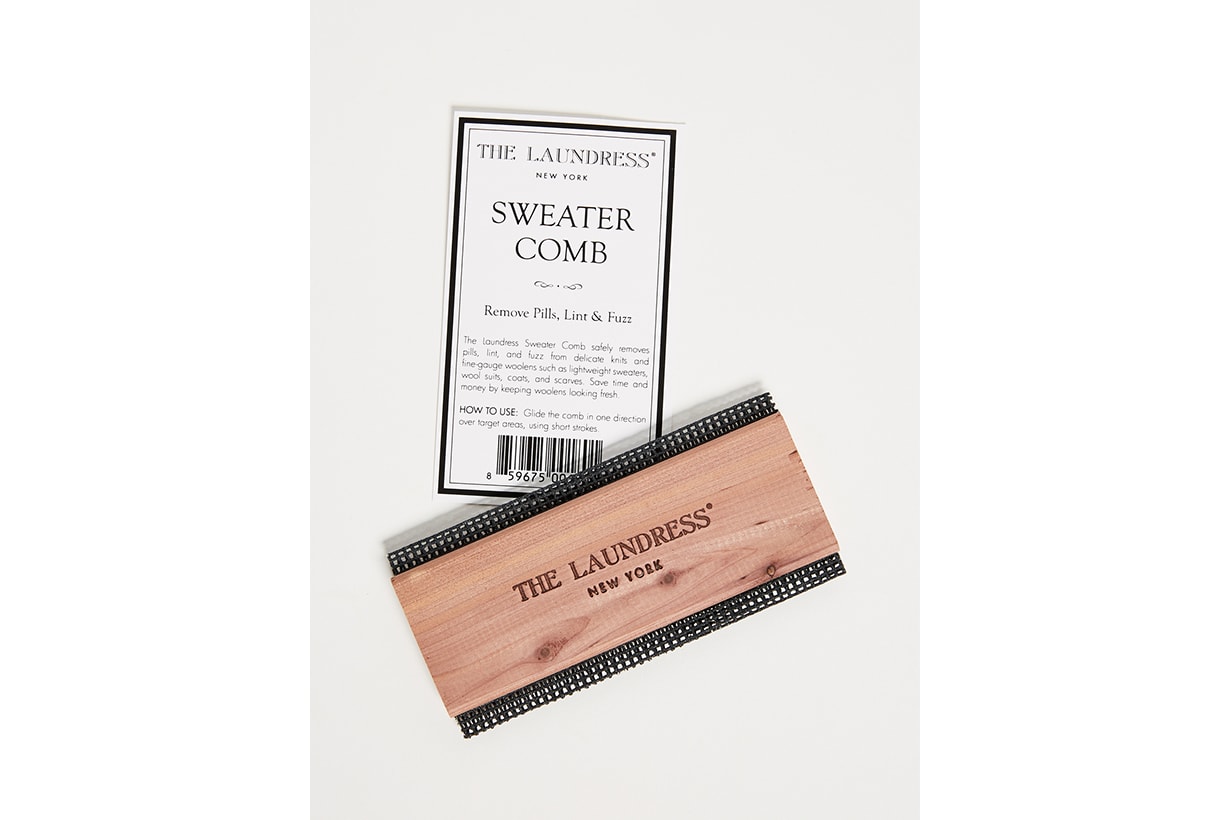 THE LAUNDRESS®
NEW YORK
SWEATER
COMB
Remove Pills, Lint & Fuzz
The Laundress Sweater Comb safely removes
pills, lint, and fuzz from delicate knits and
fine-gauge woolens such as lightweight sweaters,
wool suits, coats, and scarves. Save time and
money by keeping woolens looking fresh.
HOW TO USE: Glide the comb in one direction
over target areas, using short strokes.
8 59675 00
THE LAUNDRESS®
NEW YORK